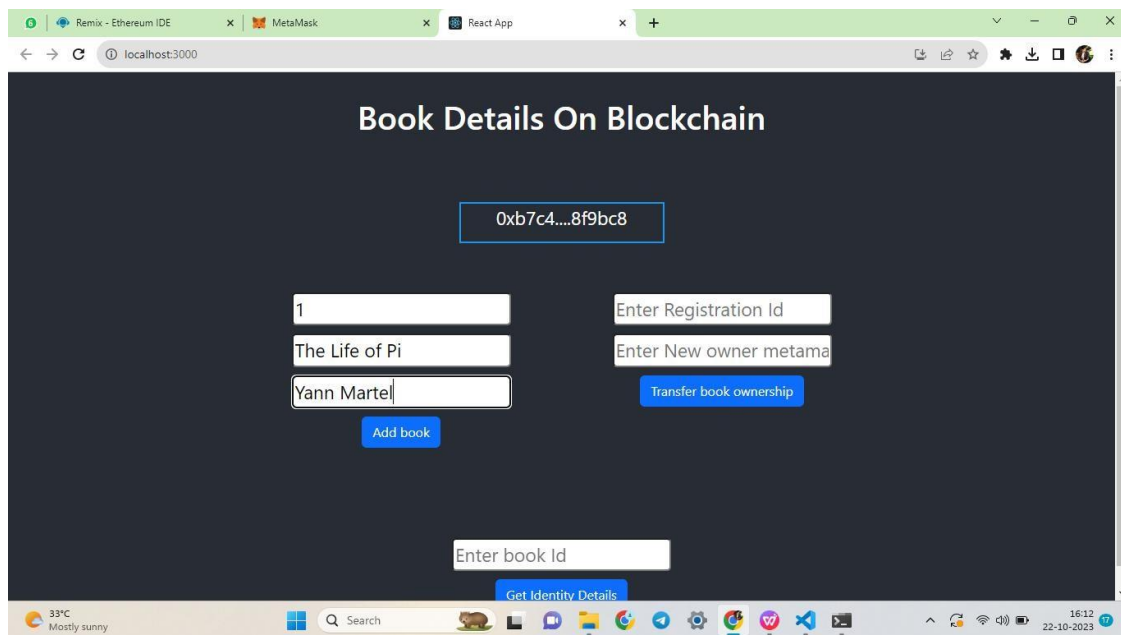 6
Remix - Ethereum IDE
MetaMask
React App
localhost:3000
Book Details On Blockchain
0xb7c4....8f9bc8
1
Enter Registration Id
The Life of Pi
Enter New owner metama
Yann Martel
Transfer book ownership
Add book
Enter book Id
Get Identity Details
33°C
Mostly sunny
Search
16:12
22-10-2023
17